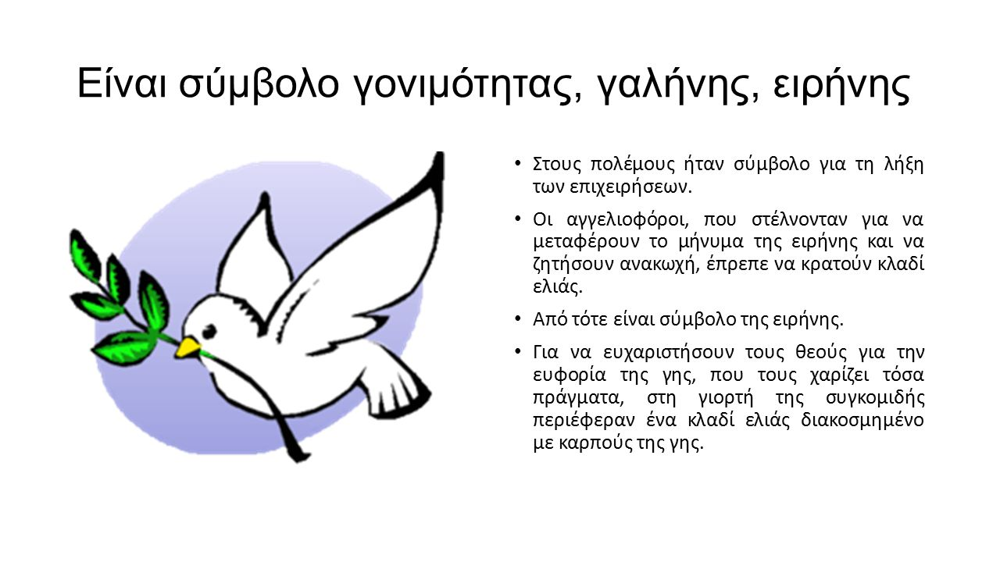 Είναι σύμβολο γονιμότητας, γαλήνης, ειρήνης
• Στους πολέμους ήταν σύμβολο για τη λήξη
των επιχειρήσεων.
• Οι αγγελιοφόροι, που στέλνονταν για να
μεταφέρουν το μήνυμα της ειρήνης και να
ζητήσουν ανακωχή, έπρεπε να κρατούν κλαδί
ελιάς.
• Από τότε είναι σύμβολο της ειρήνης.
• Για να ευχαριστήσουν τους θεούς για την
ευφορία της γης, που τους χαρίζει τόσα
πράγματα, στη γιορτή της συγκομιδής
περιέφεραν ένα κλαδί ελιάς διακοσμημένο
με καρπούς της γης.